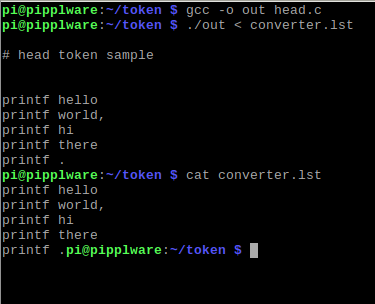 pi@pipplware:~/token $ gcc -o out head.c
pi@pipplware:~/token $ ./out < converter.lst
# head token sample
printf hello
printf world,
printf hi
printf there
printf .
pi@pipplware:~/token $ cat converter.lst
printf hello
printf world,
printf hi
printf there
printf .pi@pipplware:~/token $